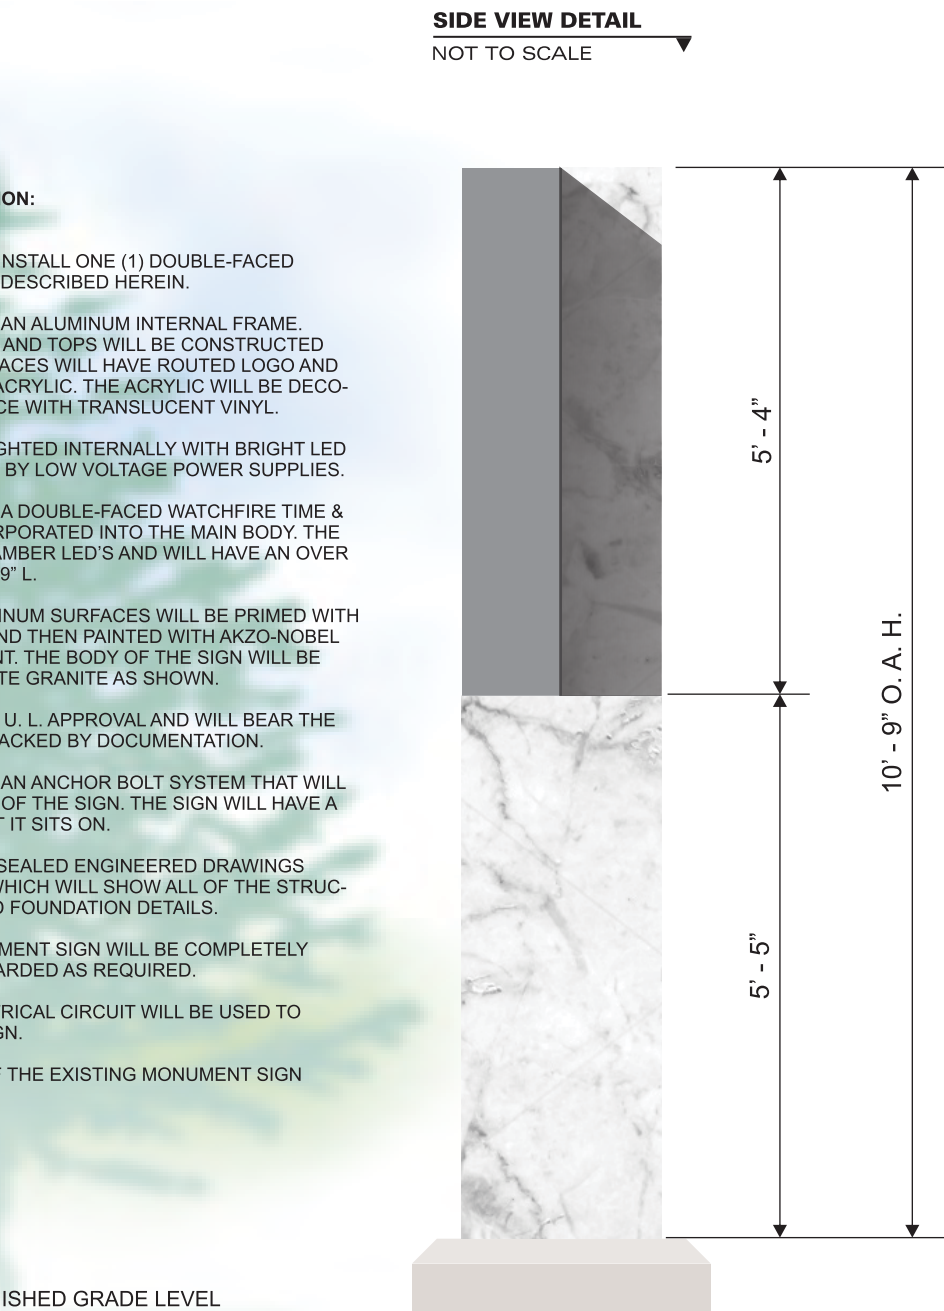 SIDE VIEW DETAIL
NOT TO SCALE
ON:
NSTALL ONE (1) DOUBLE-FACED
DESCRIBED HEREIN.
AN ALUMINUM INTERNAL FRAME.
AND TOPS WILL BE CONSTRUCTED
ACES WILL HAVE ROUTED LOGO AND
ACRYLIC. THE ACRYLIC WILL BE DECO-
CE WITH TRANSLUCENT VINYL.
GHTED INTERNALLY WITH BRIGHT LED
BY LOW VOLTAGE POWER SUPPLIES.
A DOUBLE-FACED WATCHFIRE TIME &
RPORATED INTO THE MAIN BODY. THE
AMBER LED'S AND WILL HAVE AN OVER
9” L.
INUM SURFACES WILL BE PRIMED WITH
ND THEN PAINTED WITH AKZO-NOBEL
NT. THE BODY OF THE SIGN WILL BE
TE GRANITE AS SHOWN.
U. L. APPROVAL AND WILL BEAR THE
ACKED BY DOCUMENTATION.
AN ANCHOR BOLT SYSTEM THAT WILL
OF THE SIGN. THE SIGN WILL HAVE A
T IT SITS ON.
SEALED ENGINEERED DRAWINGS
WHICH WILL SHOW ALL OF THE STRUC-
D FOUNDATION DETAILS.
MENT SIGN WILL BE COMPLETELY
ARDED AS REQUIRED.
TRICAL CIRCUIT WILL BE USED TO
GN.
F THE EXISTING MONUMENT SIGN
ISHED GRADE LEVEL
5’ - 4”
5’ - 5”
10’ - 9” O. A. H.